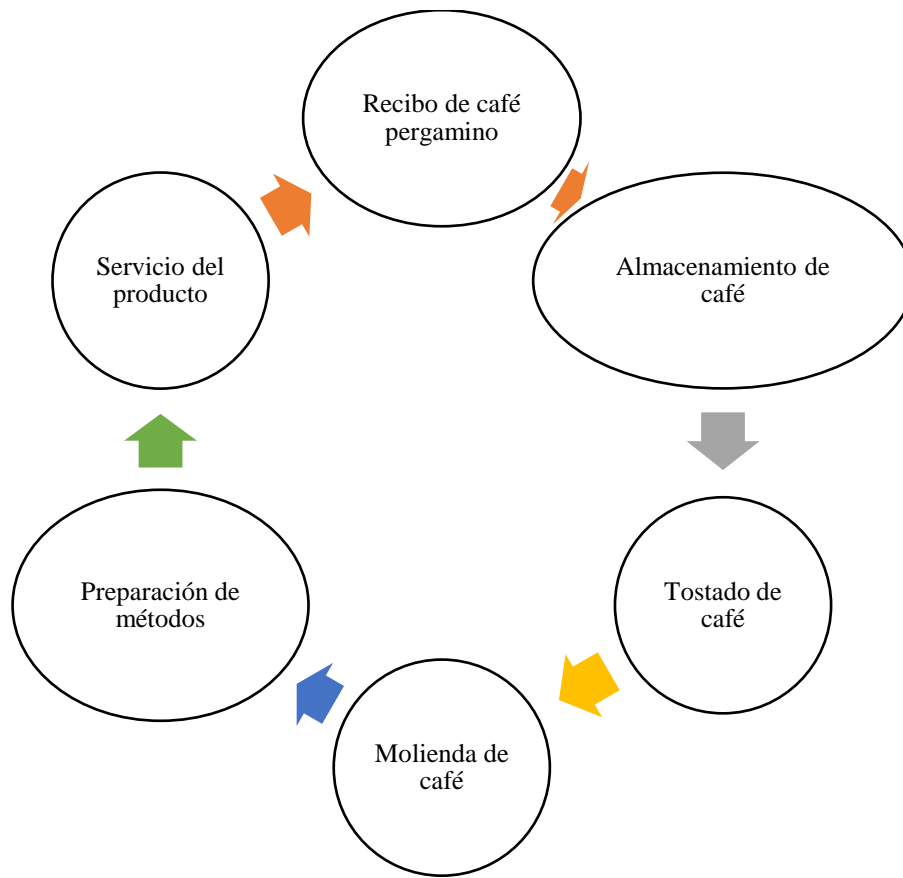 Recibo de café
pergamino
Almacenamiento de
café
Tostado de
café
Molienda de
café
Preparación de
métodos
Servicio del
producto